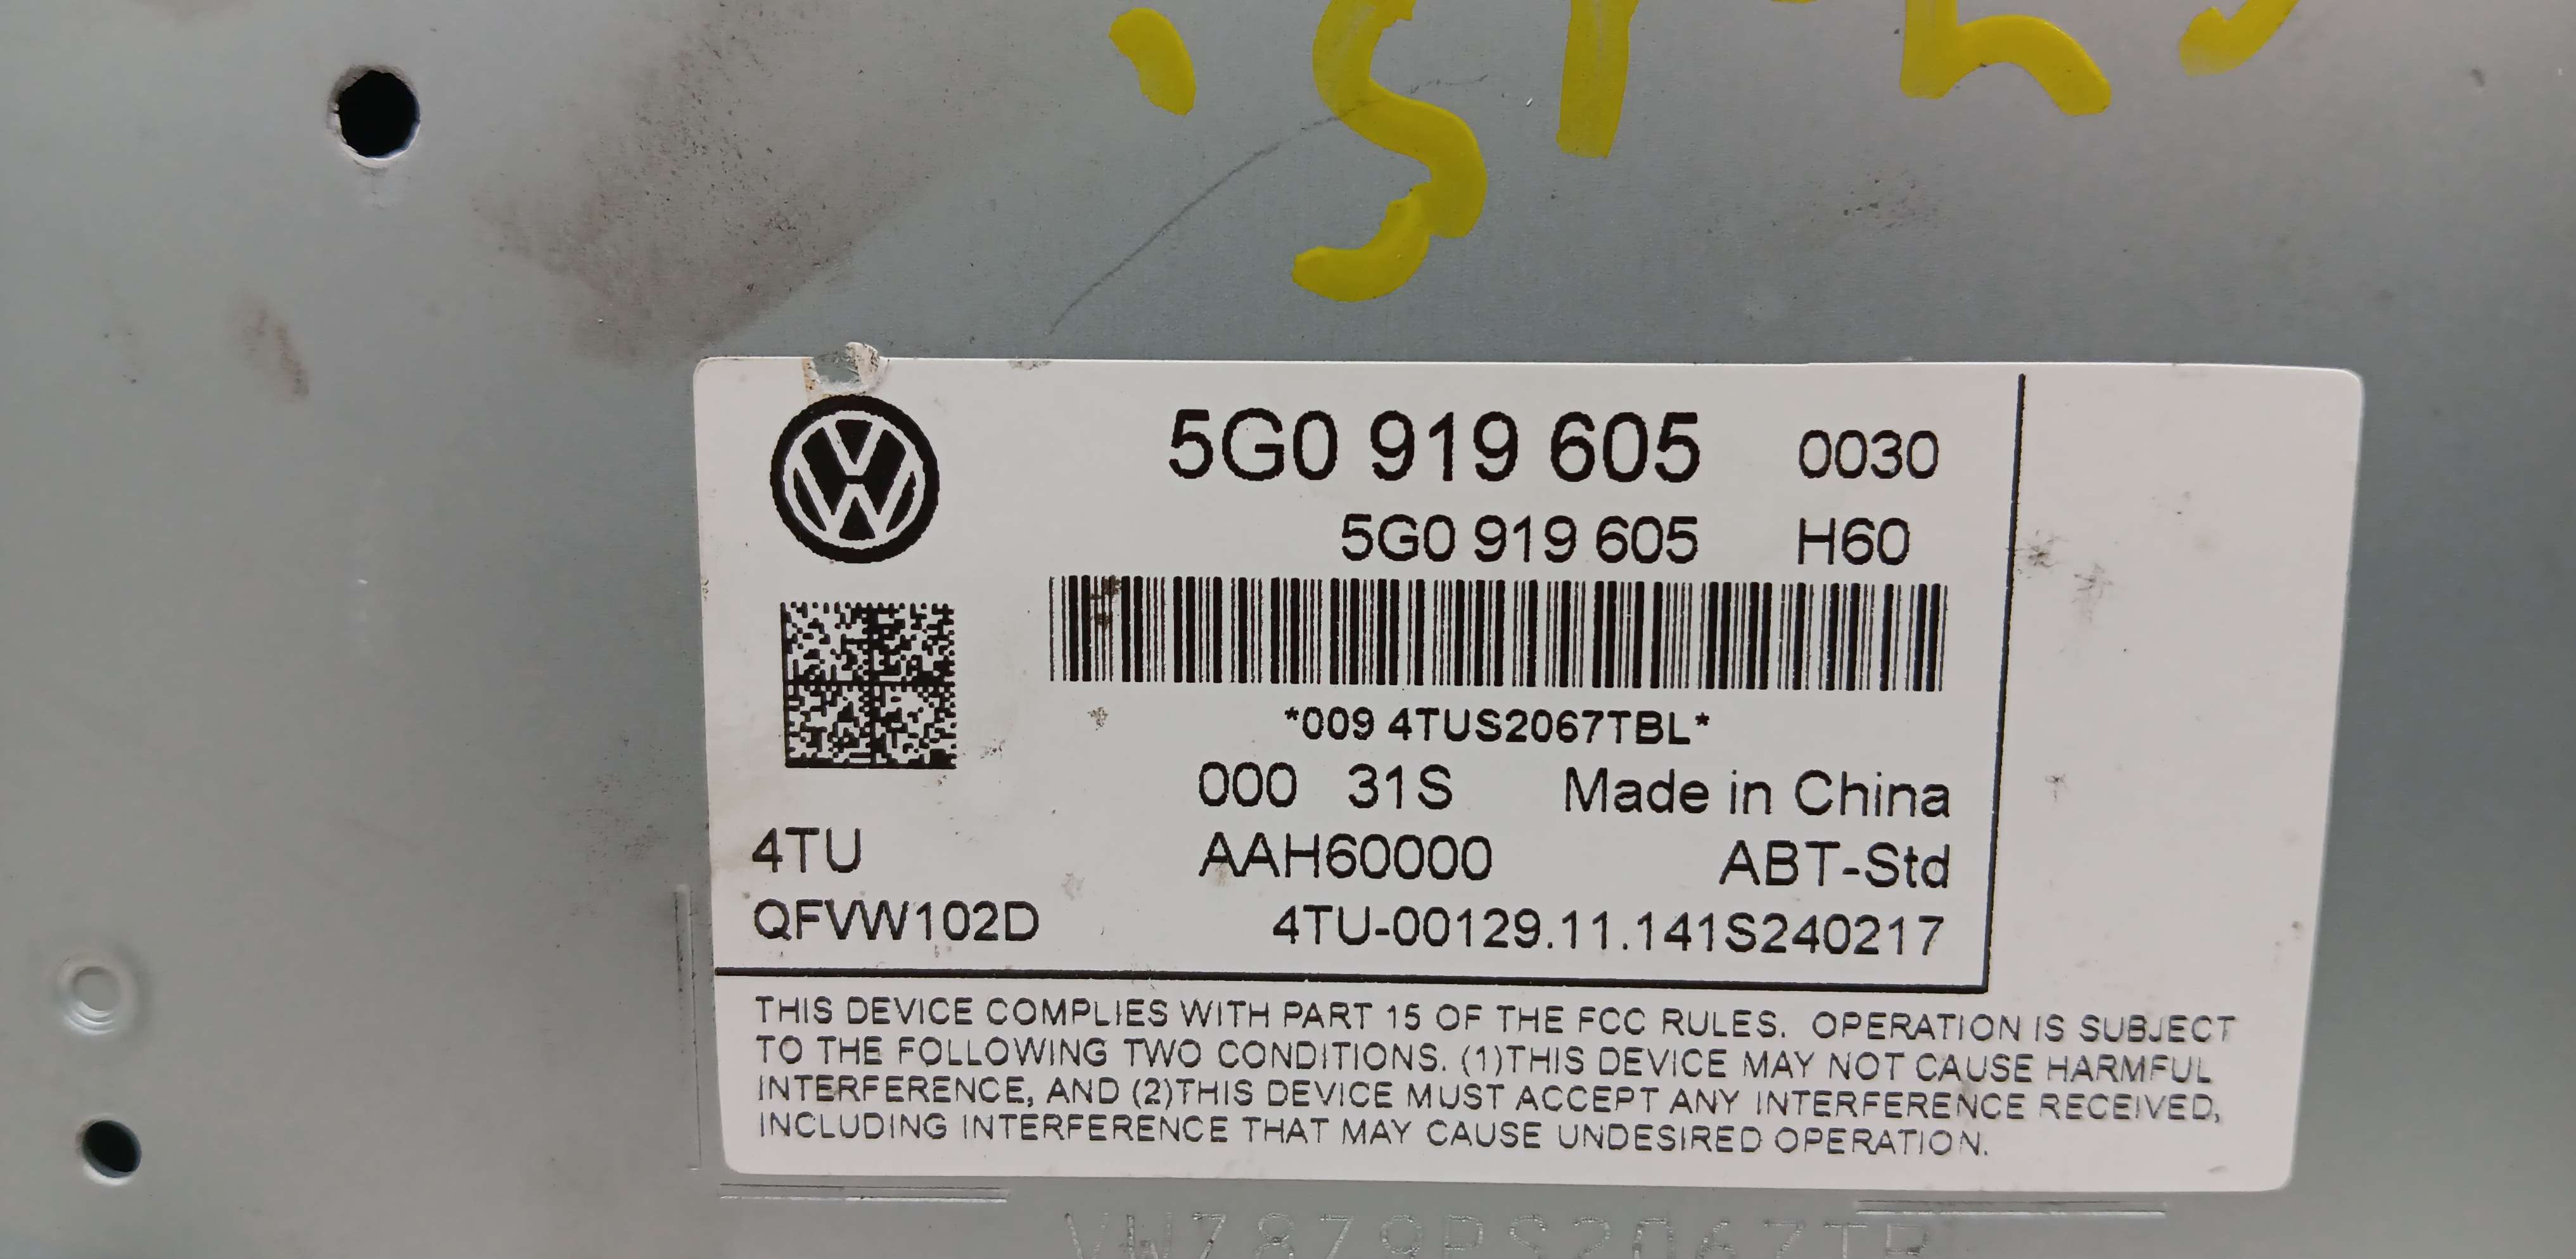 5G0 919 605 0030
5G0 919 605 H60
*009 4TUS2067TBL*
000 31S Made in China
4TU AAH60000 ABT-Std
QFVW102D 4TU-00129.11.141S240217
THIS DEVICE COMPLIES WITH PART 15 OF THE FCC RULES. OPERATION IS SUBJECT
TO THE FOLLOWING TWO CONDITIONS. (1)THIS DEVICE MAY NOT CAUSE HARMFUL
INTERFERENCE, AND (2)THIS DEVICE MUST ACCEPT ANY INTERFERENCE RECEIVED,
INCLUDING INTERFERENCE THAT MAY CAUSE UNDESIRED OPERATION.